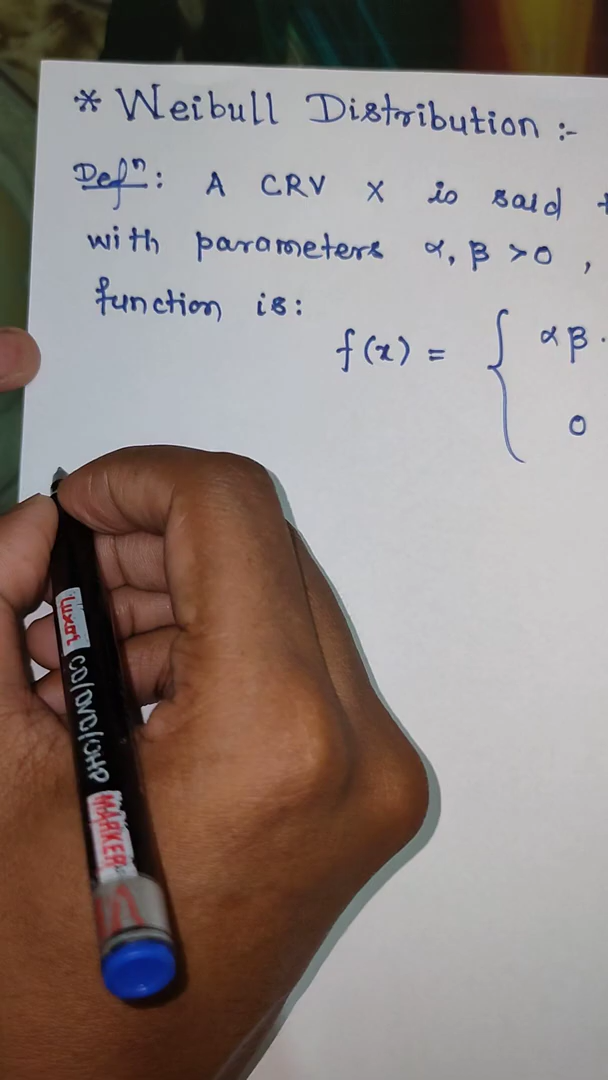 * Weibull Distribution :-
Defⁿ: A CRV X is said
with parameters α, β > 0 ,
function is:
f(x) = { αβ.
0
Luxor CD/DVD/OHP MARKER